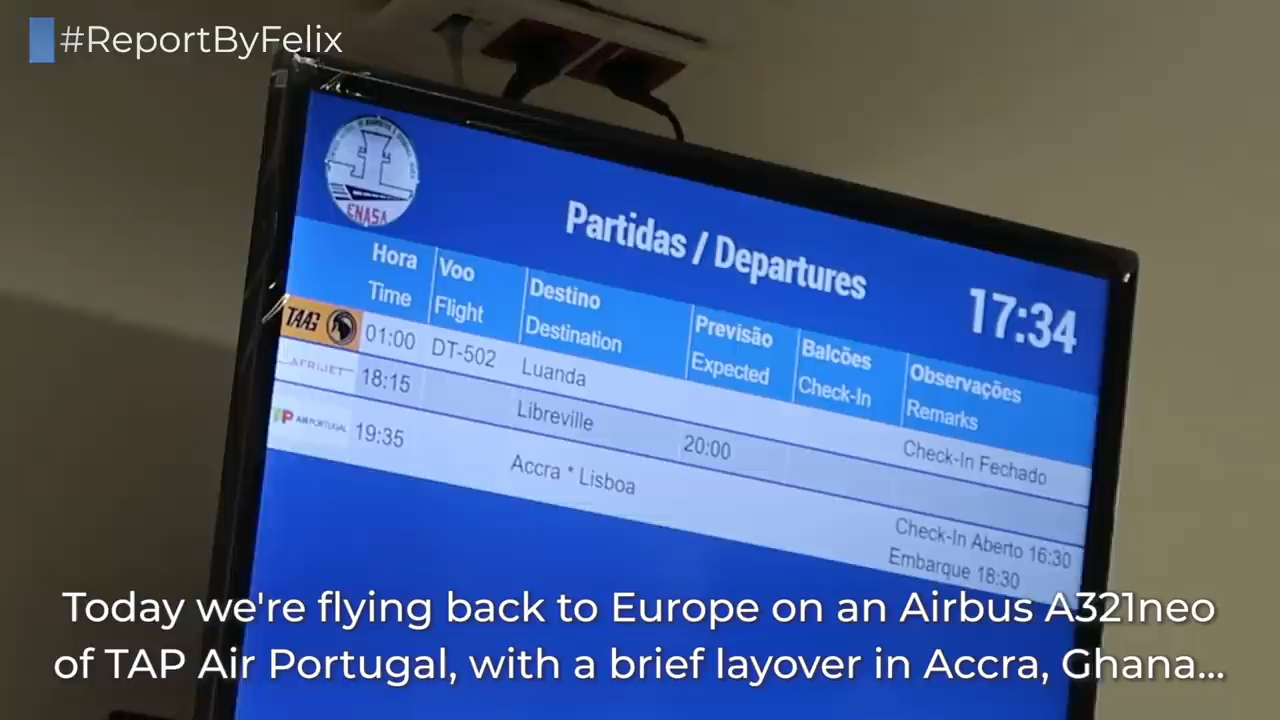 #ReportByFelix
ENASA
Partidas / Departures
17:34
Hora Voo Destino Previsão Balcões Observações
Time Flight Destination Expected Check-In Remarks
TAAG 01:00 DT-502 Luanda Check-In Fechado
AFRIJET 18:15 Libreville 20:00
TP AIR PORTUGAL 19:35 Accra * Lisboa Check-In Aberto 16:30
Embarque 18:30
Today we're flying back to Europe on an Airbus A321neo
of TAP Air Portugal, with a brief layover in Accra, Ghana...